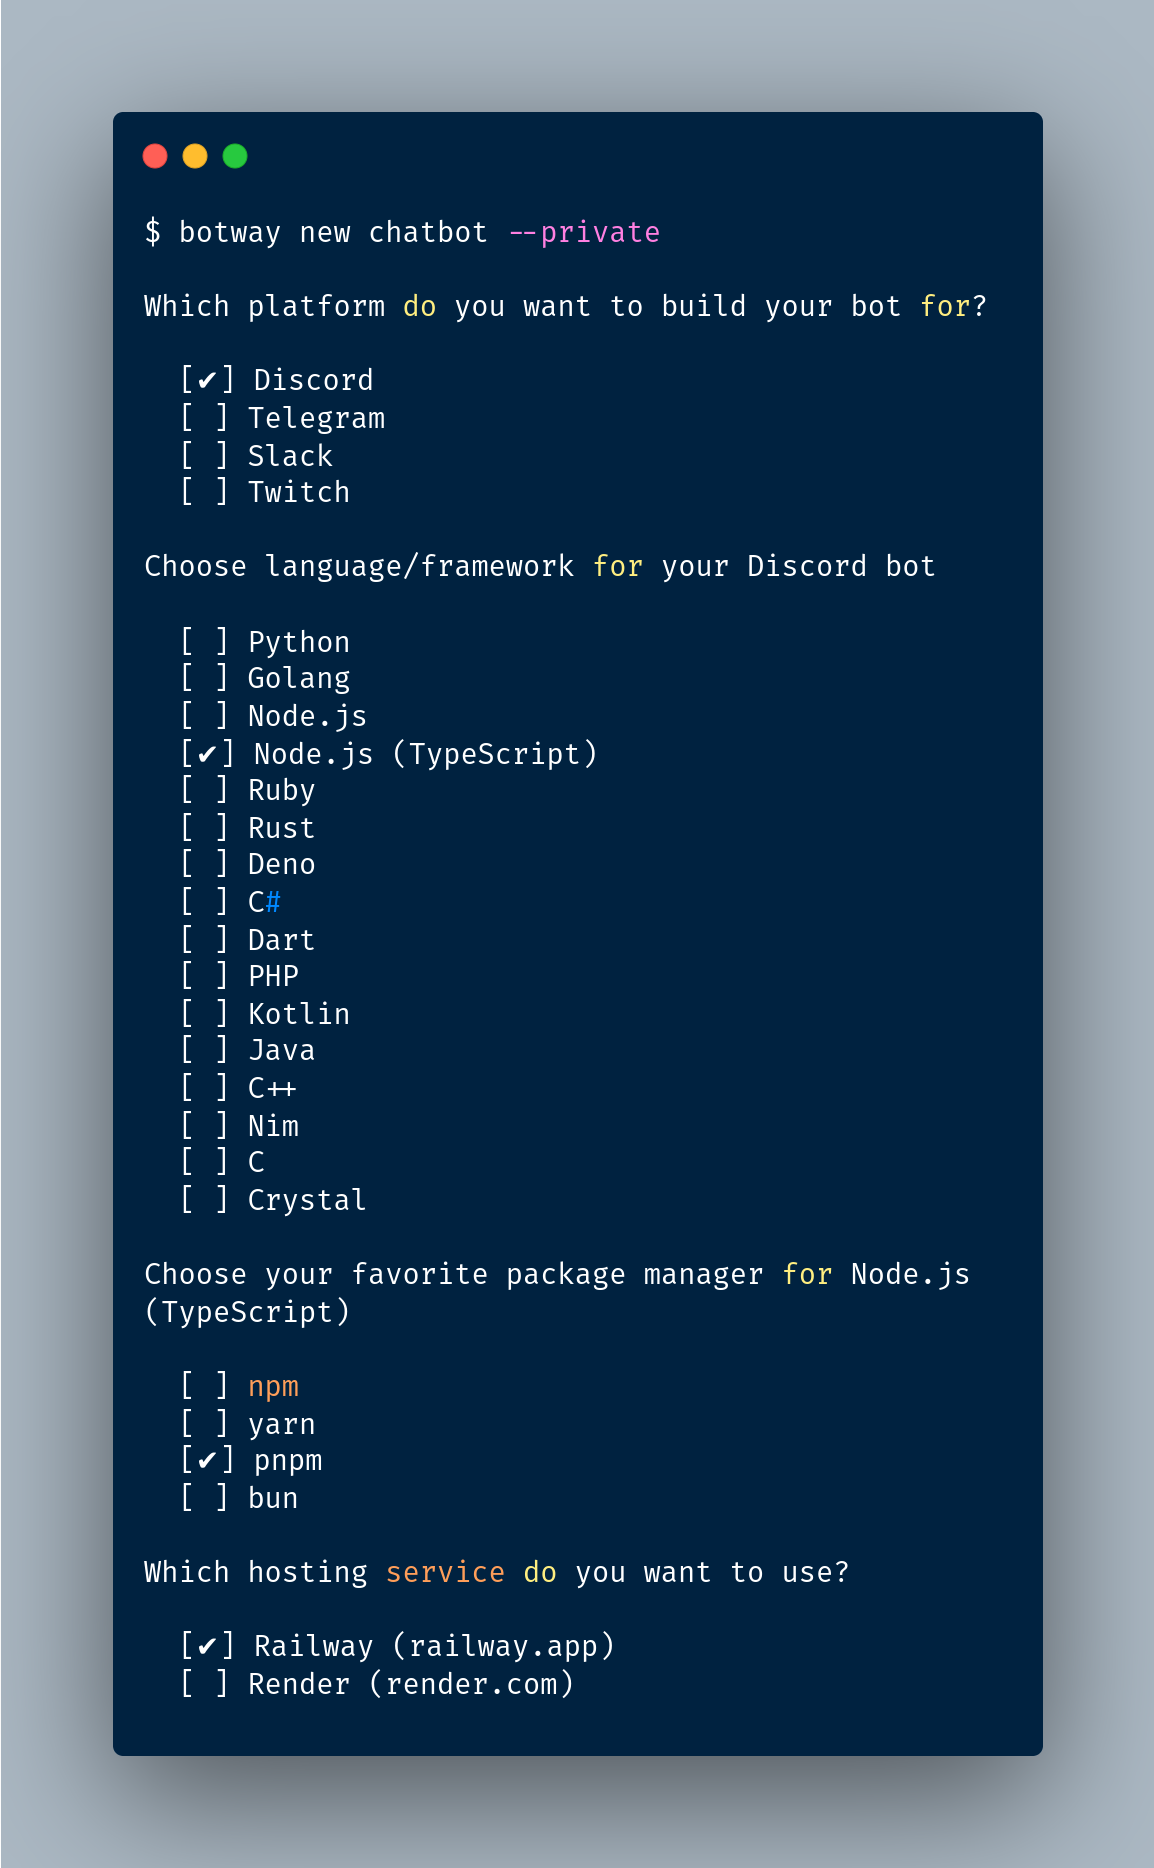 $ botway new chatbot --private
Which platform do you want to build your bot for?
[✔] Discord
[ ] Telegram
[ ] Slack
[ ] Twitch
Choose language/framework for your Discord bot
[ ] Python
[ ] Golang
[ ] Node.js
[✔] Node.js (TypeScript)
[ ] Ruby
[ ] Rust
[ ] Deno
[ ] C#
[ ] Dart
[ ] PHP
[ ] Kotlin
[ ] Java
[ ] C++
[ ] Nim
[ ] C
[ ] Crystal
Choose your favorite package manager for Node.js
(TypeScript)
[ ] npm
[ ] yarn
[✔] pnpm
[ ] bun
Which hosting service do you want to use?
[✔] Railway (railway.app)
[ ] Render (render.com)